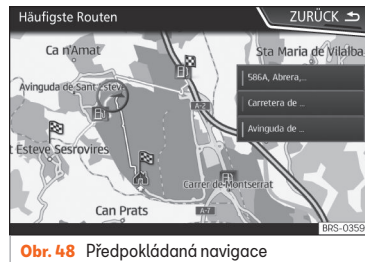 Häufigste Routen
ZURÜCK
Ca n'Amat
Sta Maria de Vilalba
586A, Abrera,...
Avinguda de Sant Esteve
A-2
Carretera de ...
Avinguda de ...
t Esteve Sesrovires
Carrer de Montserrat
Can Prats
A-7
BRS-0359
Obr. 48 Předpokládaná navigace